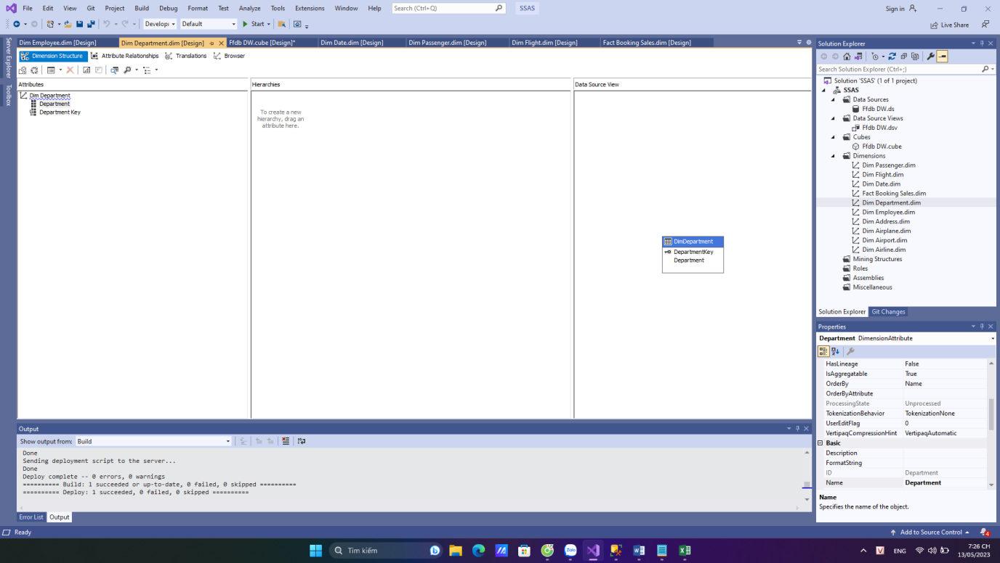 File Edit View Git Project Build Debug Format Test Analyze Tools Extensions Window Help Search (Ctrl+Q) SSAS Sign in
Developi Default Start Live Share
Server Explorer
Toolbox
Dim Employee.dim [Design] Dim Department.dim [Design] Ffdb DW.cube [Design]* Dim Date.dim [Design] Dim Passenger.dim [Design] Dim Flight.dim [Design] Fact Booking Sales.dim [Design]
Dimension Structure Attribute Relationships Translations Browser
Attributes
Dim Department
Department
Department Key
Hierarchies
To create a new
hierarchy, drag an
attribute here.
Data Source View
DimDepartment
DepartmentKey
Department
Solution Explorer
Search Solution Explorer (Ctrl+;)
Solution 'SSAS' (1 of 1 project)
SSAS
Data Sources
Ffdb DW.ds
Data Source Views
Ffdb DW.dsv
Cubes
Ffdb DW.cube
Dimensions
Dim Passenger.dim
Dim Flight.dim
Dim Date.dim
Fact Booking Sales.dim
Dim Department.dim
Dim Employee.dim
Dim Address.dim
Dim Airplane.dim
Dim Airport.dim
Dim Airline.dim
Mining Structures
Roles
Assemblies
Miscellaneous
Solution Explorer Git Changes
Properties
Department DimensionAttribute
HasLineage False
IsAggregatable True
OrderBy Name
OrderByAttribute
ProcessingState Unprocessed
TokenizationBehavior TokenizationNone
UserEditFlag 0
VertipaqCompressionHint VertipaqAutomatic
Basic
Description
FormatString
ID Department
Name Department
Name
Specifies the name of the object.
Output
Show output from: Build
Done
Sending deployment script to the server...
Done
Deploy complete -- 0 errors, 0 warnings
========== Build: 1 succeeded or up-to-date, 0 failed, 0 skipped ==========
========== Deploy: 1 succeeded, 0 failed, 0 skipped ==========
Error List Output
Ready Add to Source Control 4
Tìm kiếm Zalo V ENG 7:26 CH
13/05/2023